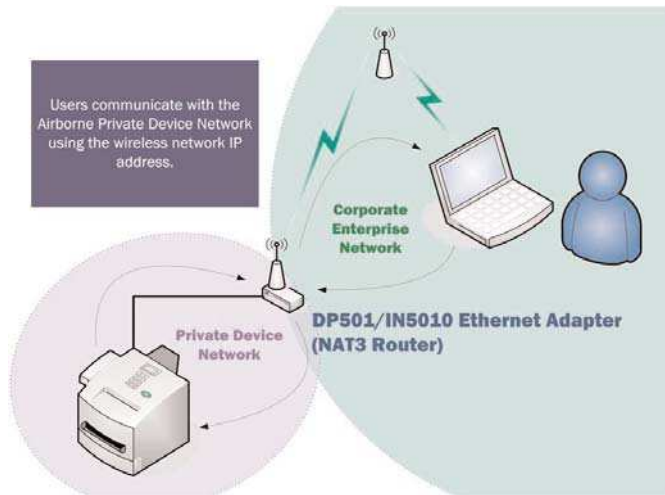 Users communicate with the
Airborne Private Device Network
using the wireless network IP
address.
Corporate
Enterprise
Network
DP501/IN5010 Ethernet Adapter
(NAT3 Router)
Private Device
Network